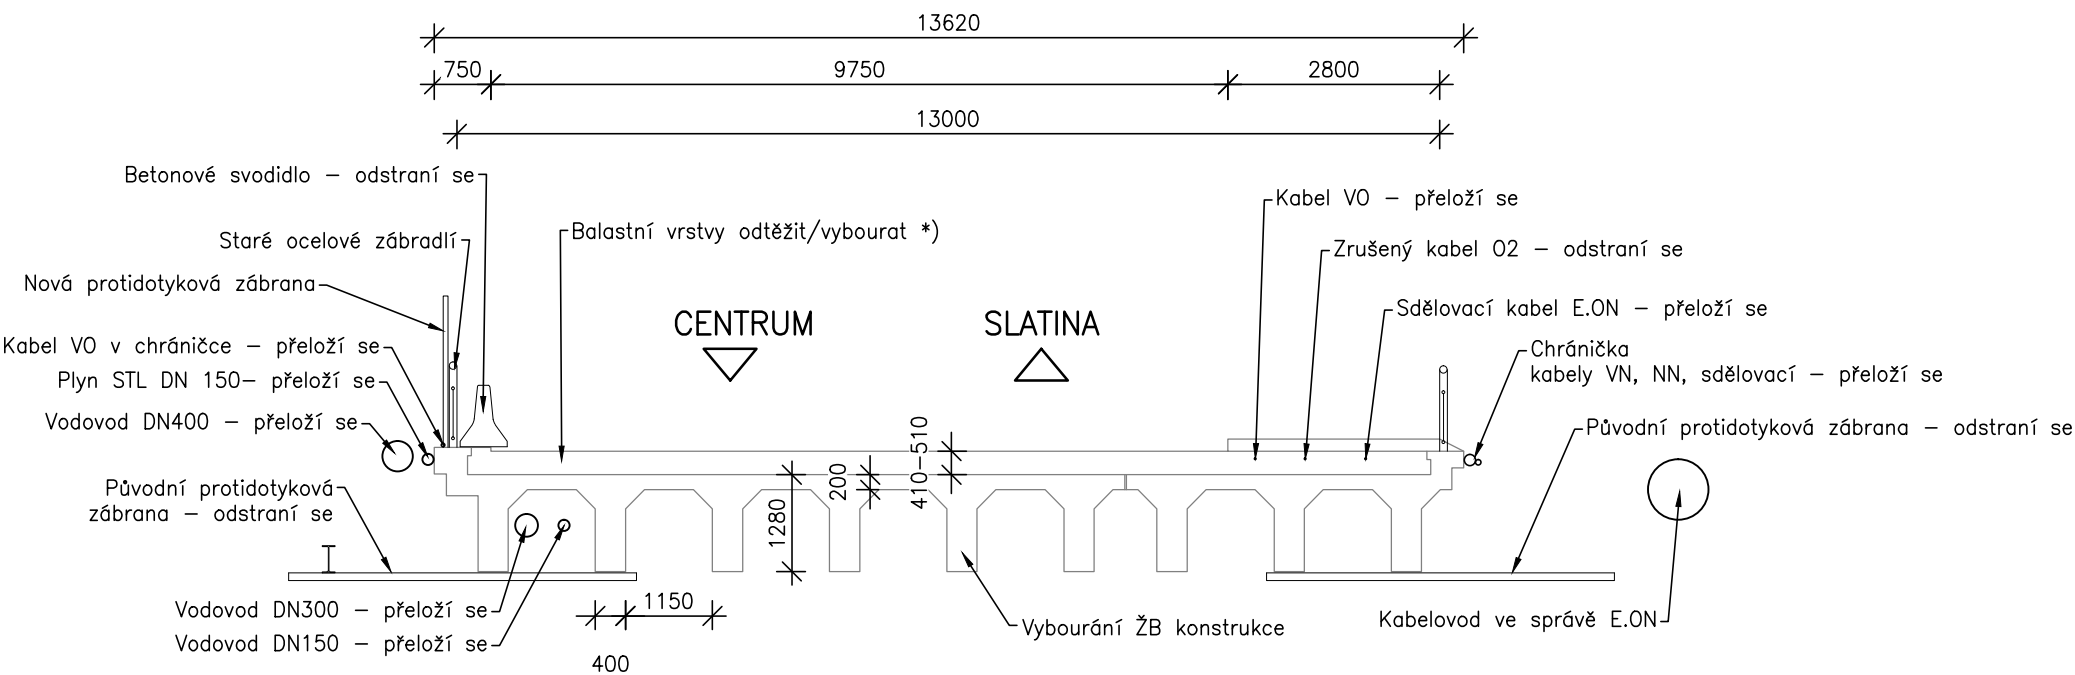 13620
750
9750
2800
13000
Betonové svodidlo – odstraní se
Kabel VO – přeloží se
Staré ocelové zábradlí
Balastní vrstvy odtěžit/vybourat *)
Zrušený kabel O2 – odstraní se
Nová protidotyková zábrana
Sdělovací kabel E.ON – přeloží se
CENTRUM
SLATINA
Kabel VO v chráničce – přeloží se
Chránička
kabely VN, NN, sdělovací – přeloží se
Plyn STL DN 150– přeloží se
Vodovod DN400 – přeloží se
Původní protidotyková zábrana – odstraní se
200
410–510
1280
Původní protidotyková
zábrana – odstraní se
Vodovod DN300 – přeloží se
1150
Vybourání ŽB konstrukce
Kabelovod ve správě E.ON
Vodovod DN150 – přeloží se
400